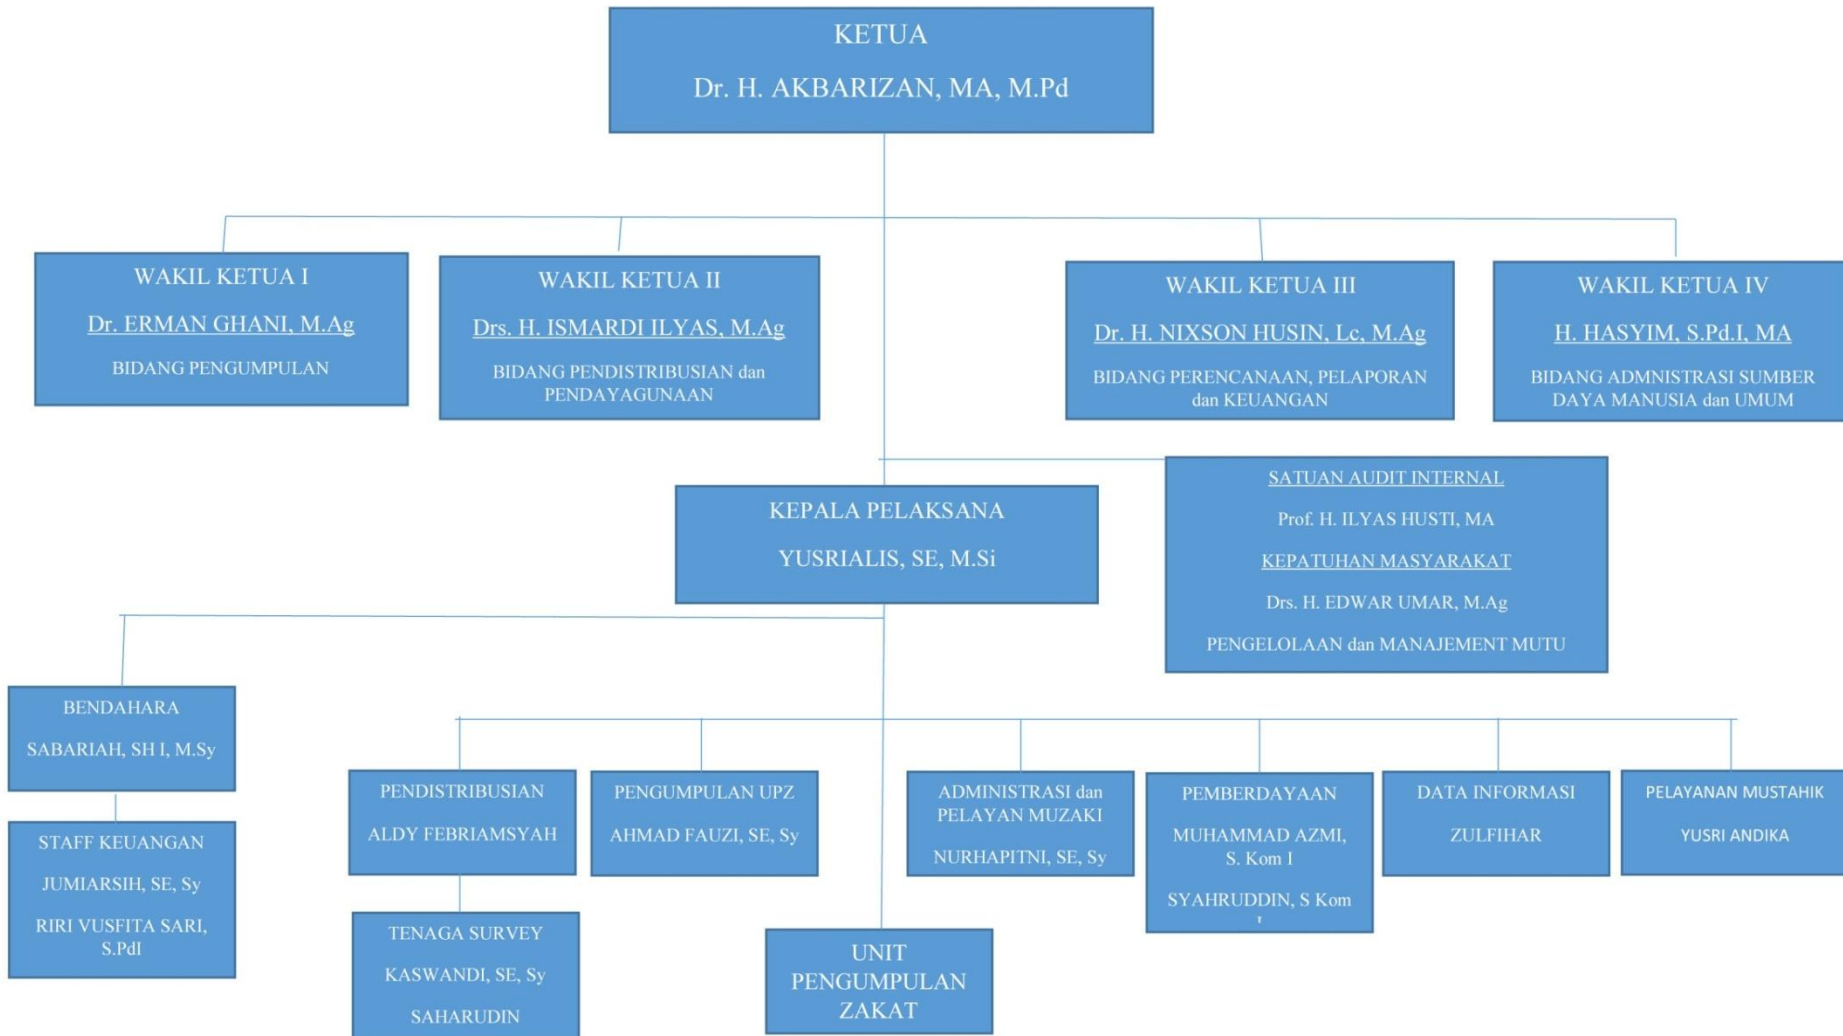 KETUA
Dr. H. AKBARIZAN, MA, M.Pd
WAKIL KETUA I
Dr. ERMAN GHANI, M.Ag
BIDANG PENGUMPULAN
WAKIL KETUA II
Drs. H. ISMARDI ILYAS, M.Ag
BIDANG PENDISTRIBUSIAN dan
PENDAYAGUNAAN
WAKIL KETUA III
Dr. H. NIXSON HUSIN, Lc, M.Ag
BIDANG PERENCANAAN, PELAPORAN
dan KEUANGAN
WAKIL KETUA IV
H. HASYIM, S.Pd.I, MA
BIDANG ADMNISTRASI SUMBER
DAYA MANUSIA dan UMUM
SATUAN AUDIT INTERNAL
Prof. H. ILYAS HUSTI, MA
KEPATUHAN MASYARAKAT
Drs. H. EDWAR UMAR, M.Ag
PENGELOLAAN dan MANAJEMENT MUTU
KEPALA PELAKSANA
YUSRIALIS, SE, M.Si
BENDAHARA
SABARIAH, SH I, M.Sy
STAFF KEUANGAN
JUMIARSIH, SE, Sy
RIRI VUSFITA SARI,
S.PdI
PENDISTRIBUSIAN
ALDY FEBRIAMSYAH
TENAGA SURVEY
KASWANDI, SE, Sy
SAHARUDIN
PENGUMPULAN UPZ
AHMAD FAUZI, SE, Sy
UNIT
PENGUMPULAN
ZAKAT
ADMINISTRASI dan
PELAYAN MUZAKI
NURHAPITNI, SE, Sy
PEMBERDAYAAN
MUHAMMAD AZMI,
S. Kom I
SYAHRUDDIN, S Kom
DATA INFORMASI
ZULFIHAR
PELAYANAN MUSTAHIK
YUSRI ANDIKA